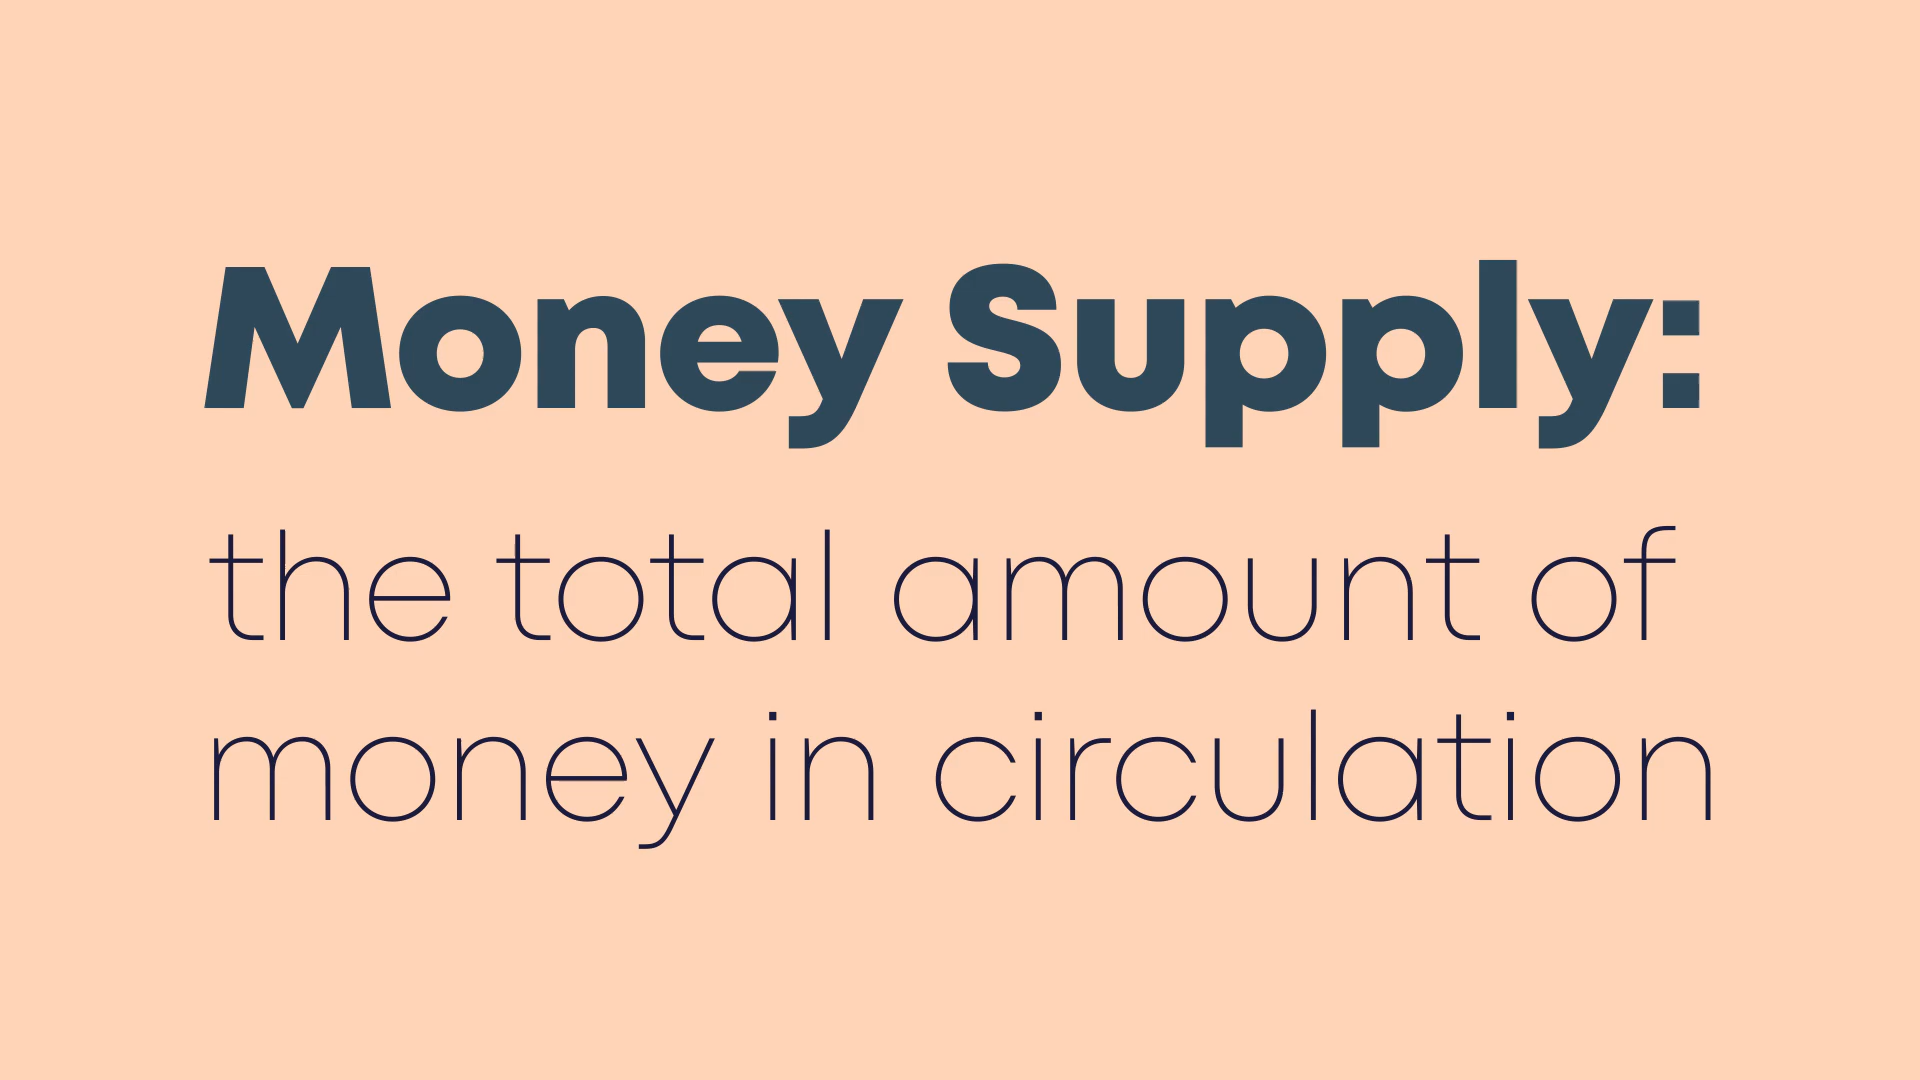 Money Supply:
the total amount of
money in circulation